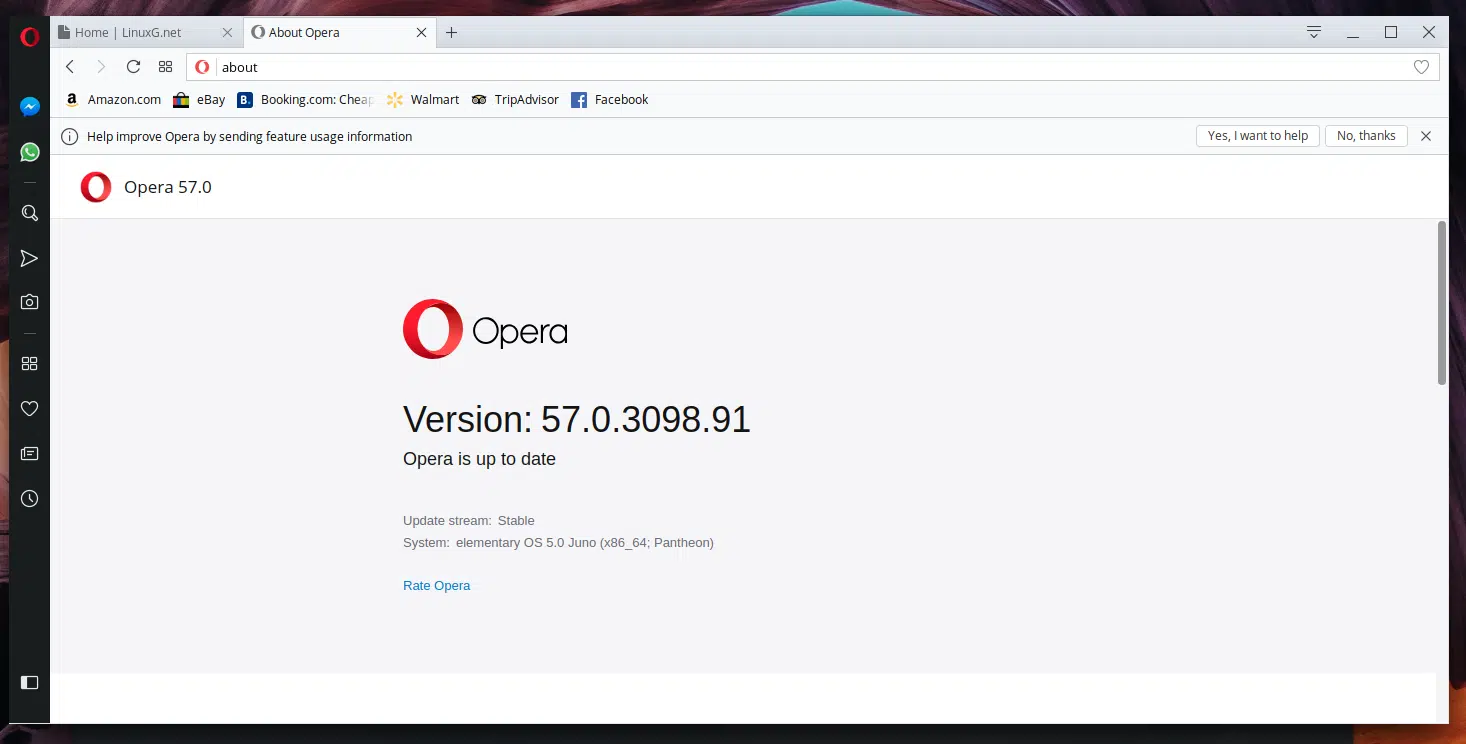 Home | LinuxG.net
About Opera
about
Amazon.com
eBay
Booking.com: Cheap
Walmart
TripAdvisor
Facebook
Help improve Opera by sending feature usage information
Yes, I want to help
No, thanks
Opera 57.0
Opera
Version: 57.0.3098.91
Opera is up to date
Update stream: Stable
System: elementary OS 5.0 Juno (x86_64; Pantheon)
Rate Opera